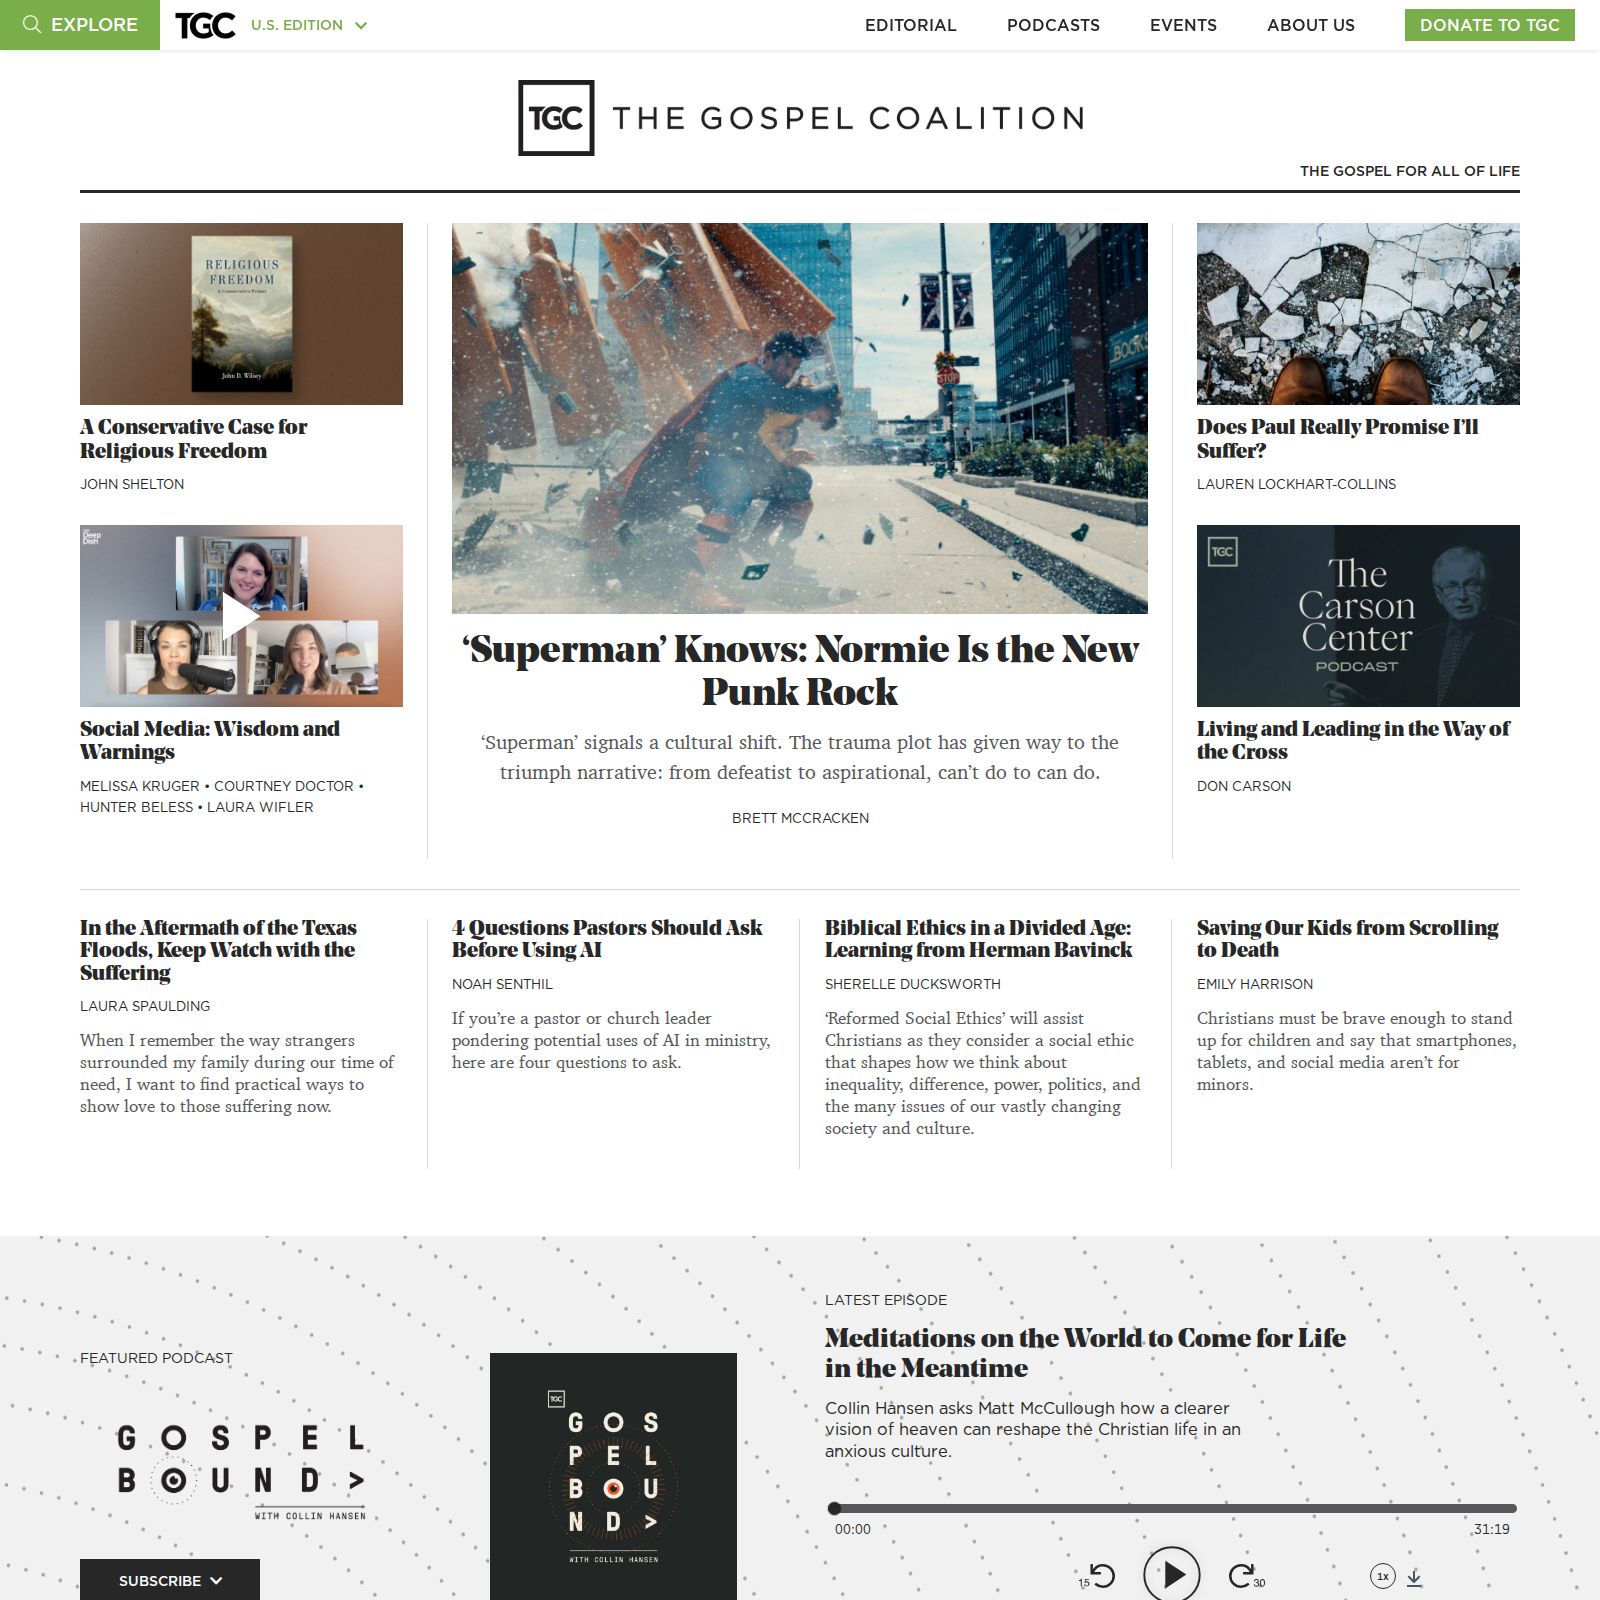 EXPLORE
TGC
U.S. EDITION
EDITORIAL
PODCASTS
EVENTS
ABOUT US
DONATE TO TGC
TGC THE GOSPEL COALITION
THE GOSPEL FOR ALL OF LIFE
RELIGIOUS
FREEDOM
A Conservative Primer
John D. Wilsey
A Conservative Case for
Religious Freedom
JOHN SHELTON
Deep
Dish
Social Media: Wisdom and
Warnings
MELISSA KRUGER • COURTNEY DOCTOR •
HUNTER BELESS • LAURA WIFLER
STOP
BOOKS
‘Superman’ Knows: Normie Is the New
Punk Rock
‘Superman’ signals a cultural shift. The trauma plot has given way to the
triumph narrative: from defeatist to aspirational, can’t do to can do.
BRETT MCCRACKEN
Does Paul Really Promise I’ll
Suffer?
LAUREN LOCKHART-COLLINS
TGC
The
Carson
Center
PODCAST
Living and Leading in the Way of
the Cross
DON CARSON
In the Aftermath of the Texas
Floods, Keep Watch with the
Suffering
LAURA SPAULDING
When I remember the way strangers
surrounded my family during our time of
need, I want to find practical ways to
show love to those suffering now.
4 Questions Pastors Should Ask
Before Using AI
NOAH SENTHIL
If you’re a pastor or church leader
pondering potential uses of AI in ministry,
here are four questions to ask.
Biblical Ethics in a Divided Age:
Learning from Herman Bavinck
SHERELLE DUCKSWORTH
‘Reformed Social Ethics’ will assist
Christians as they consider a social ethic
that shapes how we think about
inequality, difference, power, politics, and
the many issues of our vastly changing
society and culture.
Saving Our Kids from Scrolling
to Death
EMILY HARRISON
Christians must be brave enough to stand
up for children and say that smartphones,
tablets, and social media aren’t for
minors.
FEATURED PODCAST
GOSPEL
BOUND >
WITH COLLIN HANSEN
SUBSCRIBE
TGC
GOS
PEL
BOU
ND>
WITH COLLIN HANSEN
LATEST EPISODE
Meditations on the World to Come for Life
in the Meantime
Collin Hansen asks Matt McCullough how a clearer
vision of heaven can reshape the Christian life in an
anxious culture.
00:00
31:19
15
30
1x